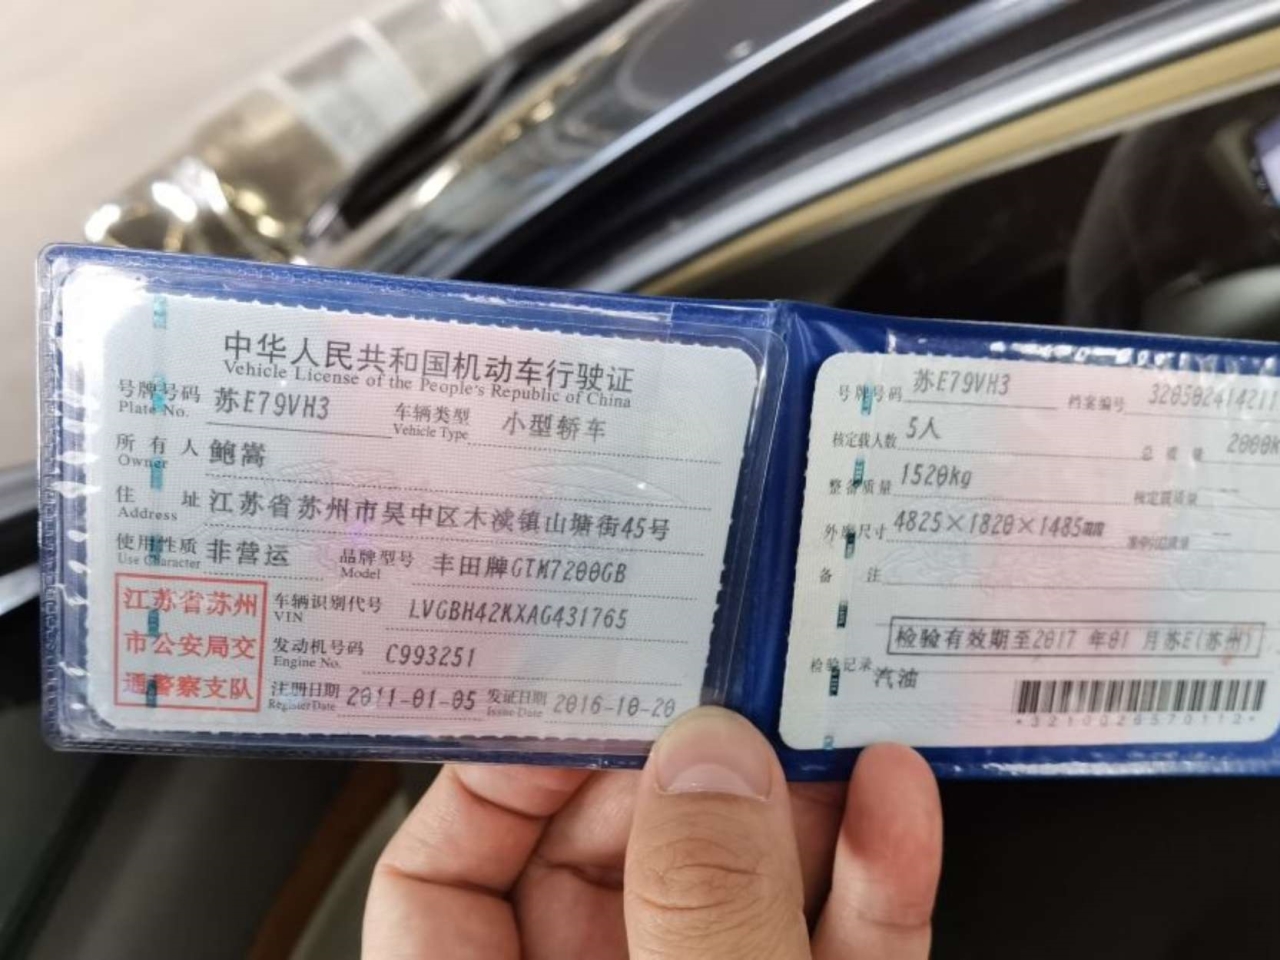 中华人民共和国机动车行驶证
Vehicle License of the People's Republic of China
号牌号码 苏E79VH3 车辆类型 小型轿车
Plate No. Vehicle Type
所有人 鲍嵩
Owner
住址 江苏省苏州市吴中区木渎镇山塘街45号
Address
使用性质 非营运 品牌型号 丰田牌GTM7200GB
Use Character Model
江苏省苏州
市公安局交
通警察支队
车辆识别代号 LVGBH42KXAG431765
VIN
发动机号码 C993251
Engine No.
注册日期 2011-01-05 发证日期 2016-10-20
Register Date Issue Date
号牌号码 苏E79VH3 档案编号 320502414211
核定载人数 5人 总质量 2000k
整备质量 1520kg 核定载质量 —
外廓尺寸 4825×1820×1485 —
备注
检验有效期至2017年01月苏E(苏州)
检验记录 汽油
*3210026570112*